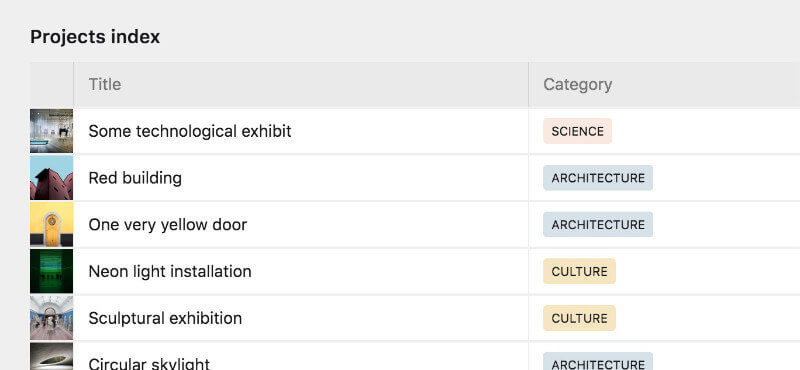 Projects index
Title Category
Some technological exhibit SCIENCE
Red building ARCHITECTURE
One very yellow door ARCHITECTURE
Neon light installation CULTURE
Sculptural exhibition CULTURE
Circular skylight ARCHITECTURE